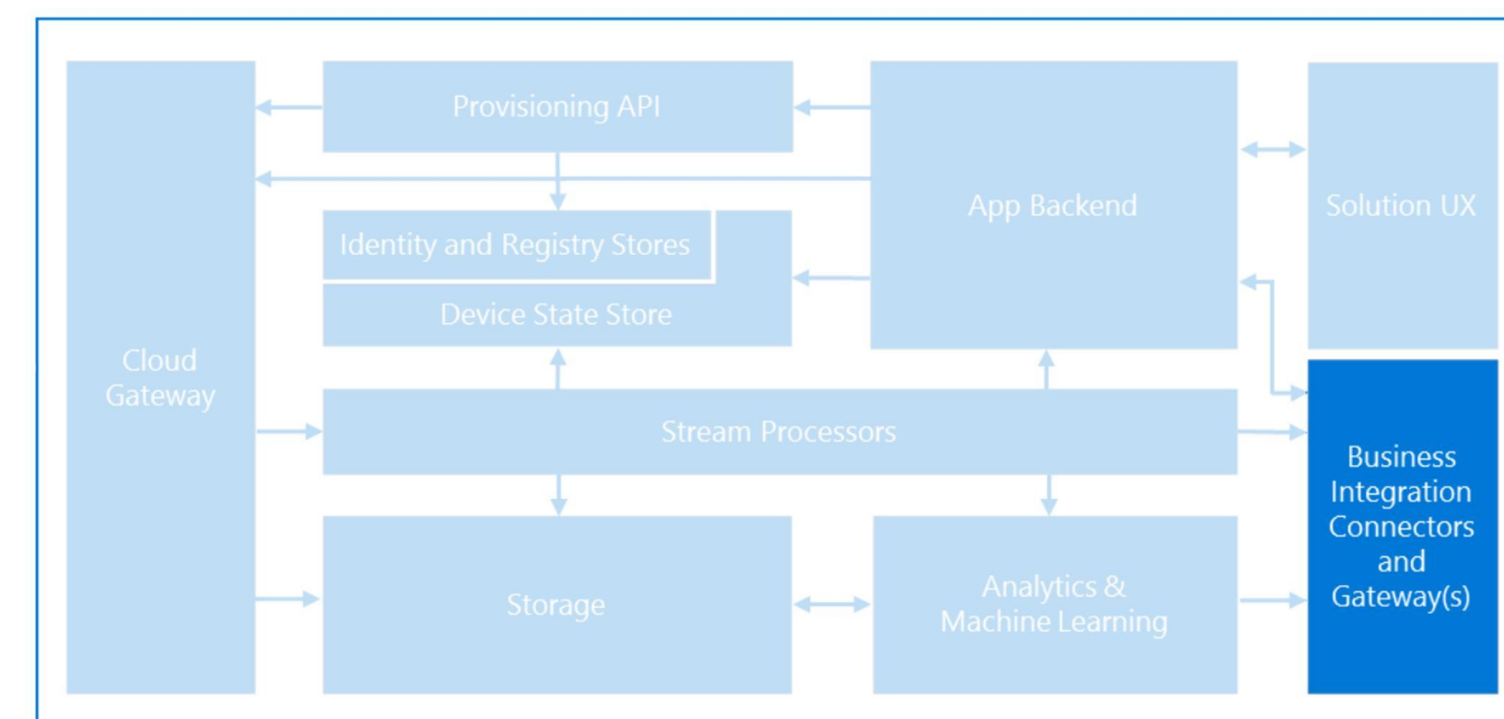 Provisioning API
App Backend
Solution UX
Identity and Registry Stores
Device State Store
Cloud
Gateway
Stream Processors
Business
Integration
Connectors
and
Gateway(s)
Storage
Analytics &
Machine Learning